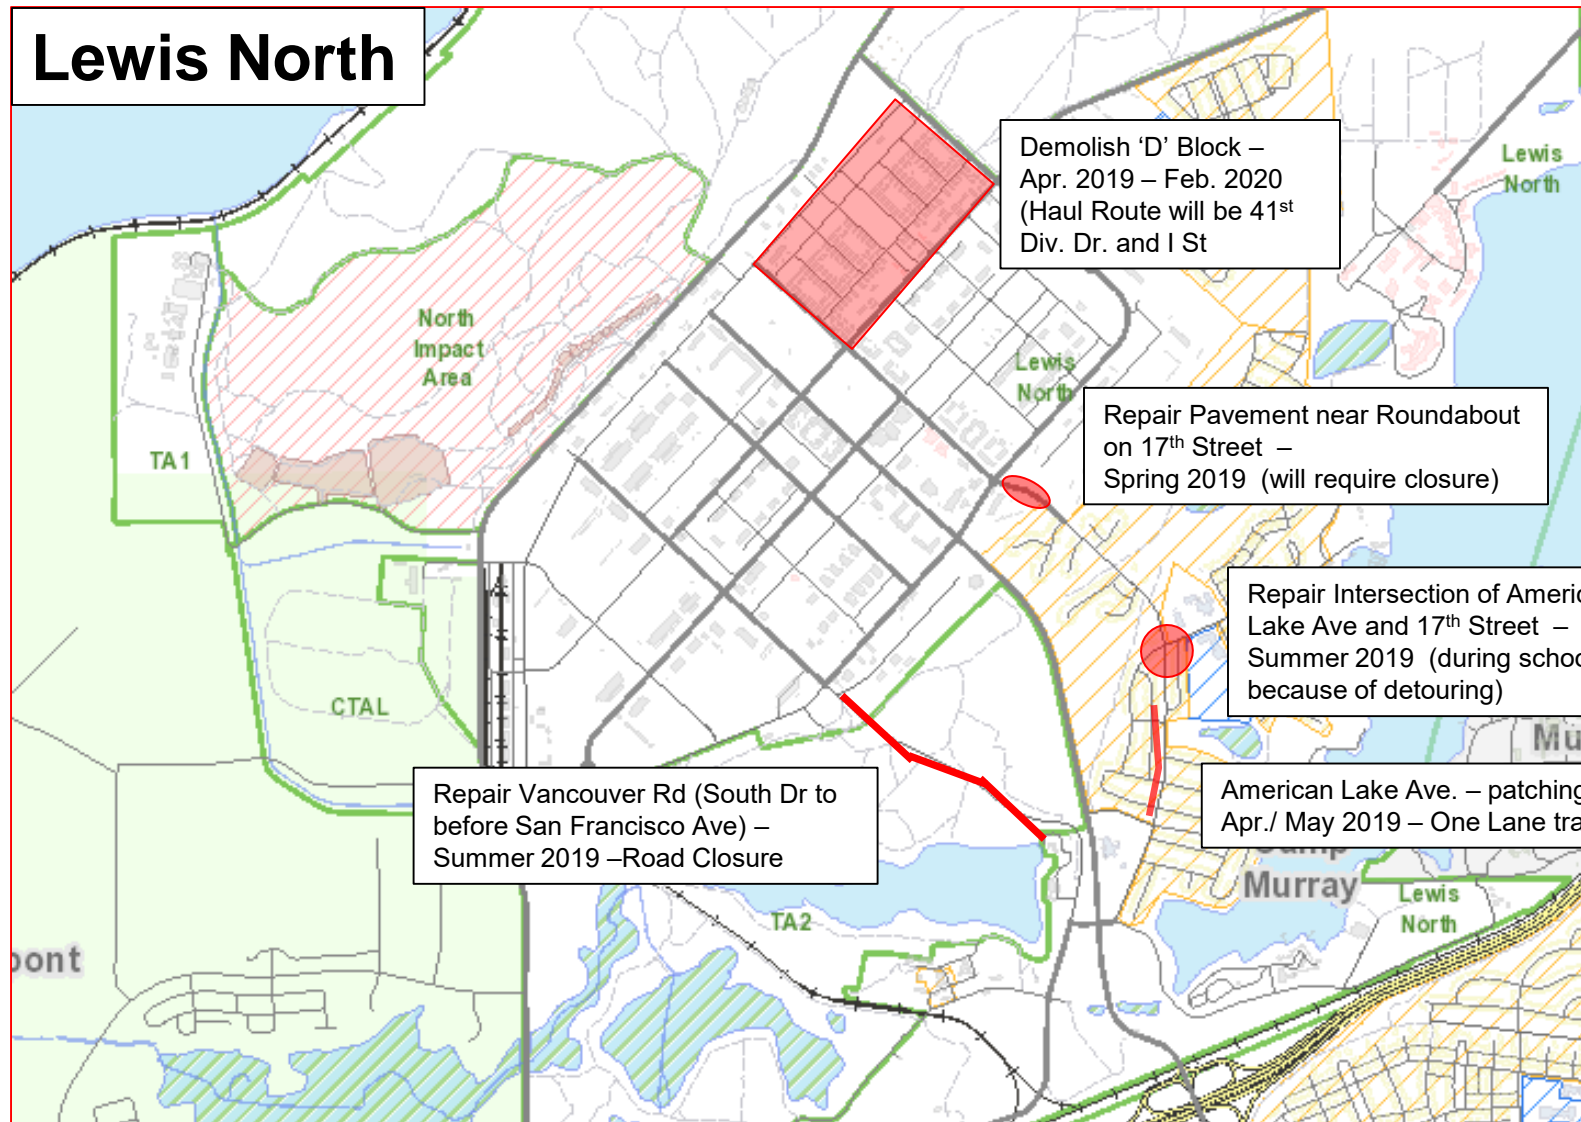 Lewis North
Demolish ‘D’ Block –
Apr. 2019 – Feb. 2020
(Haul Route will be 41st
Div. Dr. and I St
Lewis
North
North
Impact
Area
Lewis
North
Repair Pavement near Roundabout
on 17th Street –
Spring 2019 (will require closure)
TA1
Repair Intersection of Americ
Lake Ave and 17th Street –
Summer 2019 (during schoo
because of detouring)
CTAL
Mu
Repair Vancouver Rd (South Dr to
before San Francisco Ave) –
Summer 2019 –Road Closure
American Lake Ave. – patching
Apr./ May 2019 – One Lane tra
Camp
Murray
Lewis
North
TA2
pont